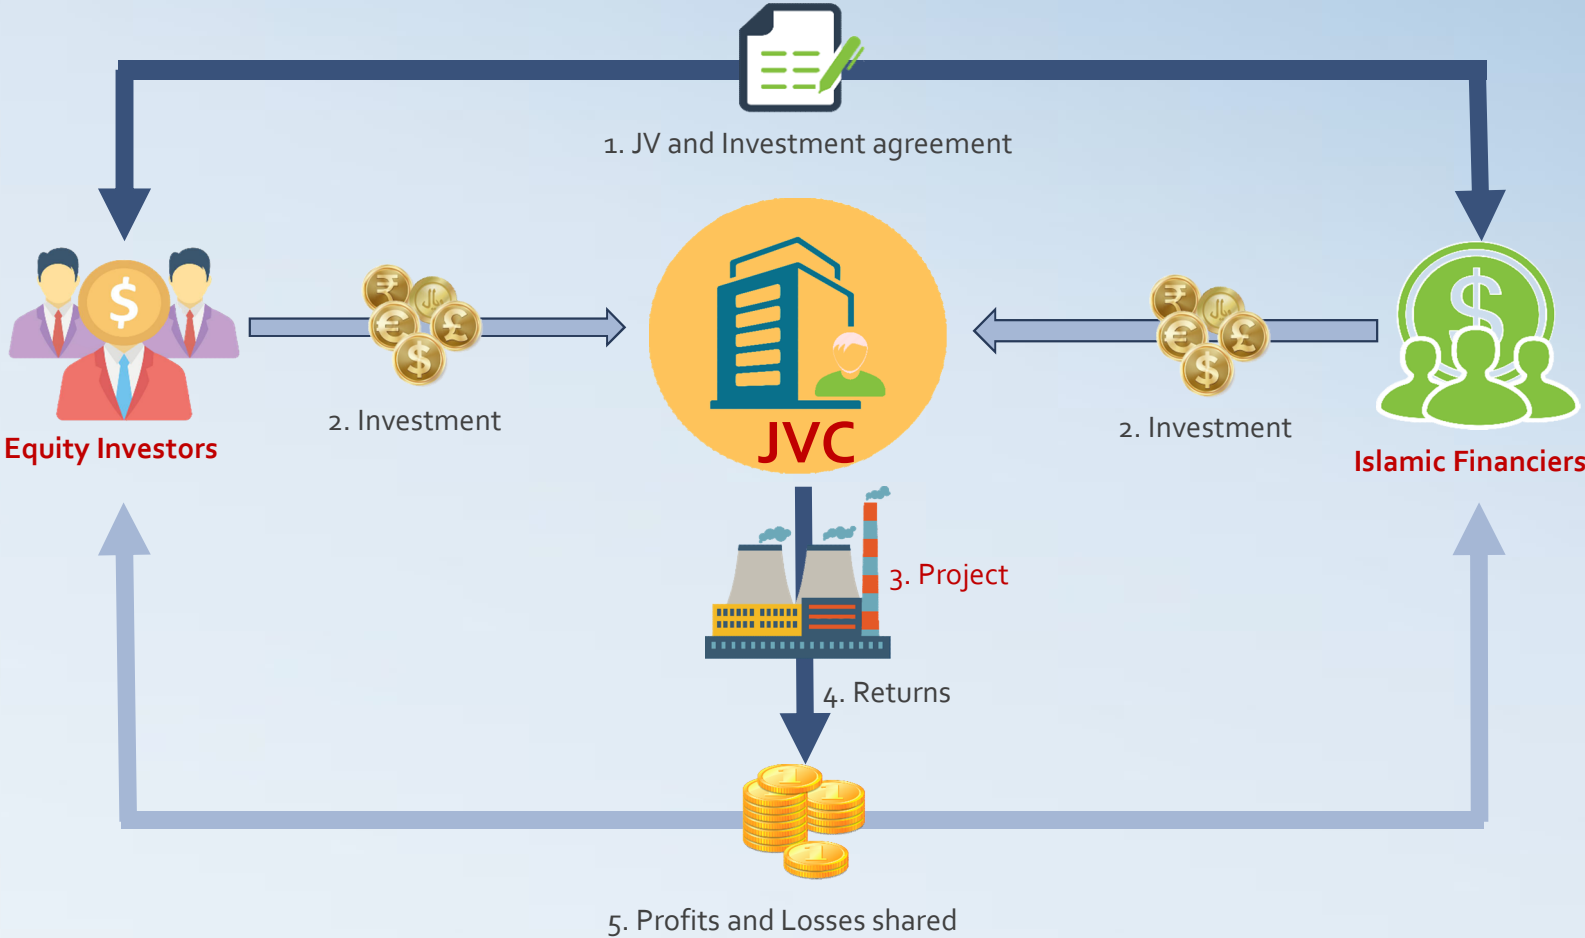 1. JV and Investment agreement
JVC
2. Investment
2. Investment
Equity Investors
Islamic Financiers
3. Project
4. Returns
5. Profits and Losses shared